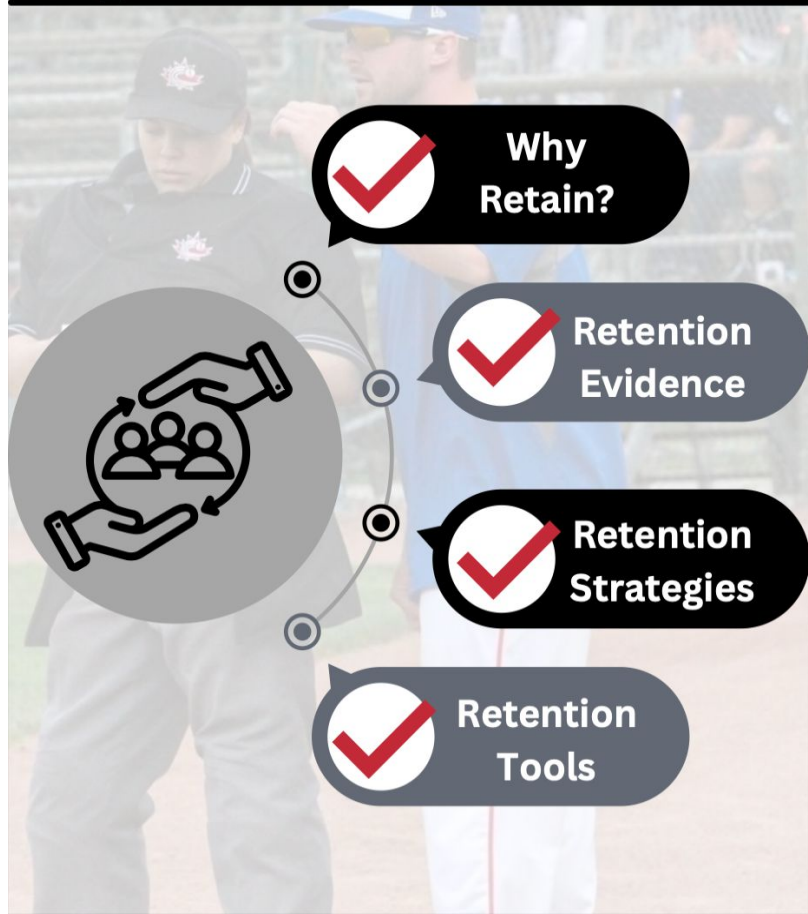 Why
Retain?
Retention
Evidence
Retention
Strategies
Retention
Tools